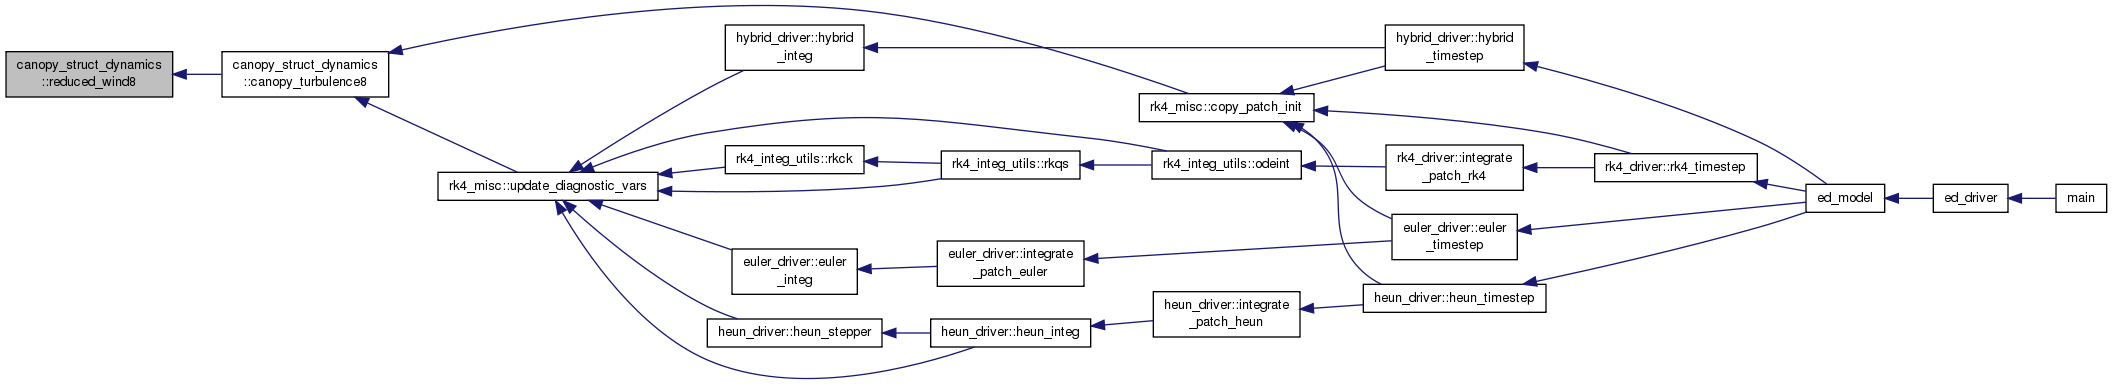 canopy_struct_dynamics
::reduced_wind8
canopy_struct_dynamics
::canopy_turbulence8
rk4_misc::update_diagnostic_vars
hybrid_driver::hybrid
_integ
rk4_integ_utils::rkck
euler_driver::euler
_integ
heun_driver::heun_stepper
rk4_integ_utils::rkqs
euler_driver::integrate
_patch_euler
heun_driver::heun_integ
rk4_misc::copy_patch_init
rk4_integ_utils::odeint
heun_driver::integrate
_patch_heun
hybrid_driver::hybrid
_timestep
rk4_driver::integrate
_patch_rk4
euler_driver::euler
_timestep
heun_driver::heun_timestep
rk4_driver::rk4_timestep
ed_model
ed_driver
main